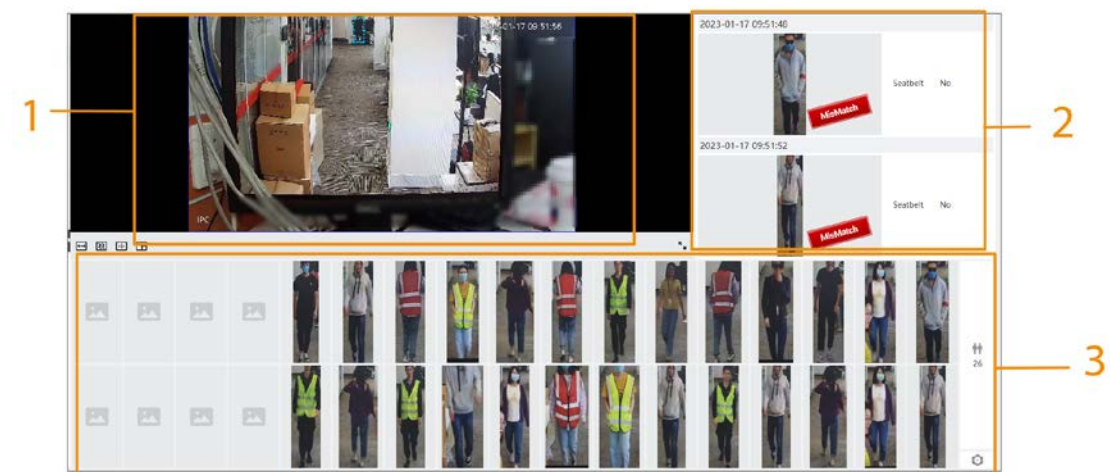 1
2023-01-17 09:51:56
IPC
2023-01-17 09:51:48
Seatbelt No
MisMatch
2
2023-01-17 09:51:52
Seatbelt No
MisMatch
26
3